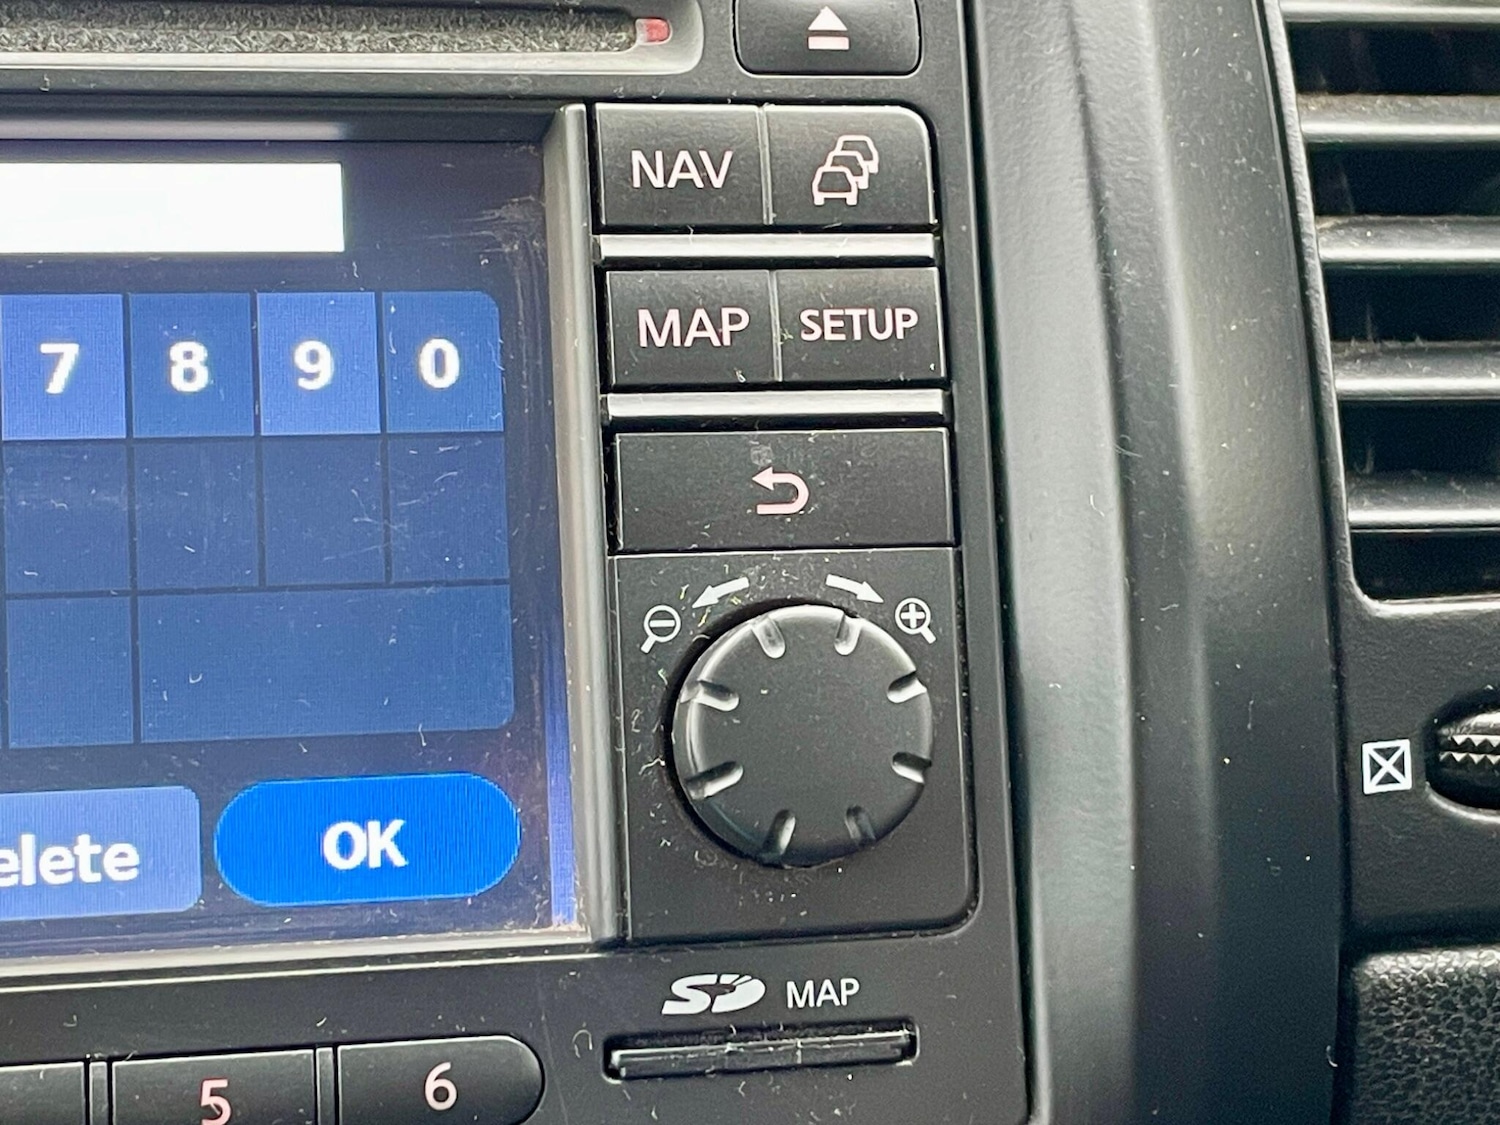 NAV
MAP SETUP
7 8 9 0
elete OK
SD MAP
5 6